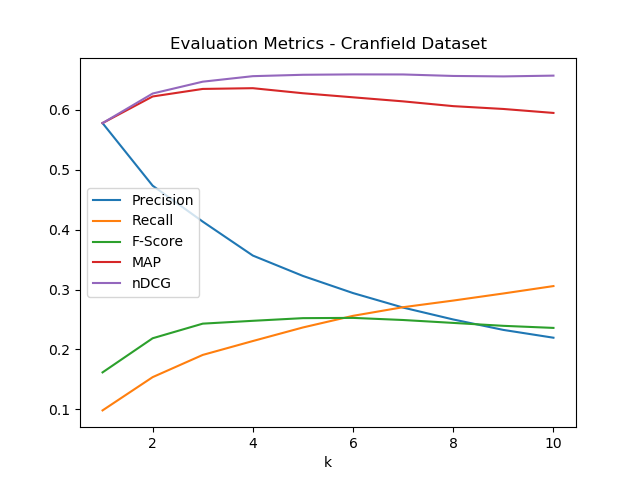 Evaluation Metrics - Cranfield Dataset
0.6
0.5
0.4
0.3
0.2
0.1
Precision
Recall
F-Score
MAP
nDCG
2 4 6 8 10
k